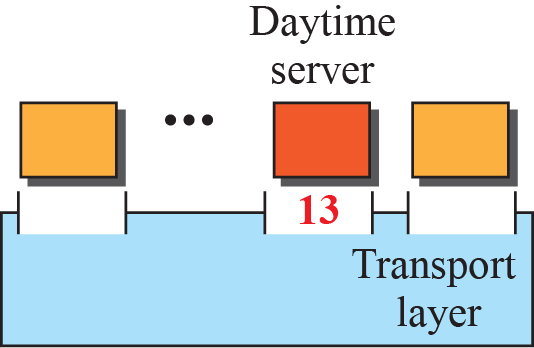 Daytime
server
13
Transport
layer